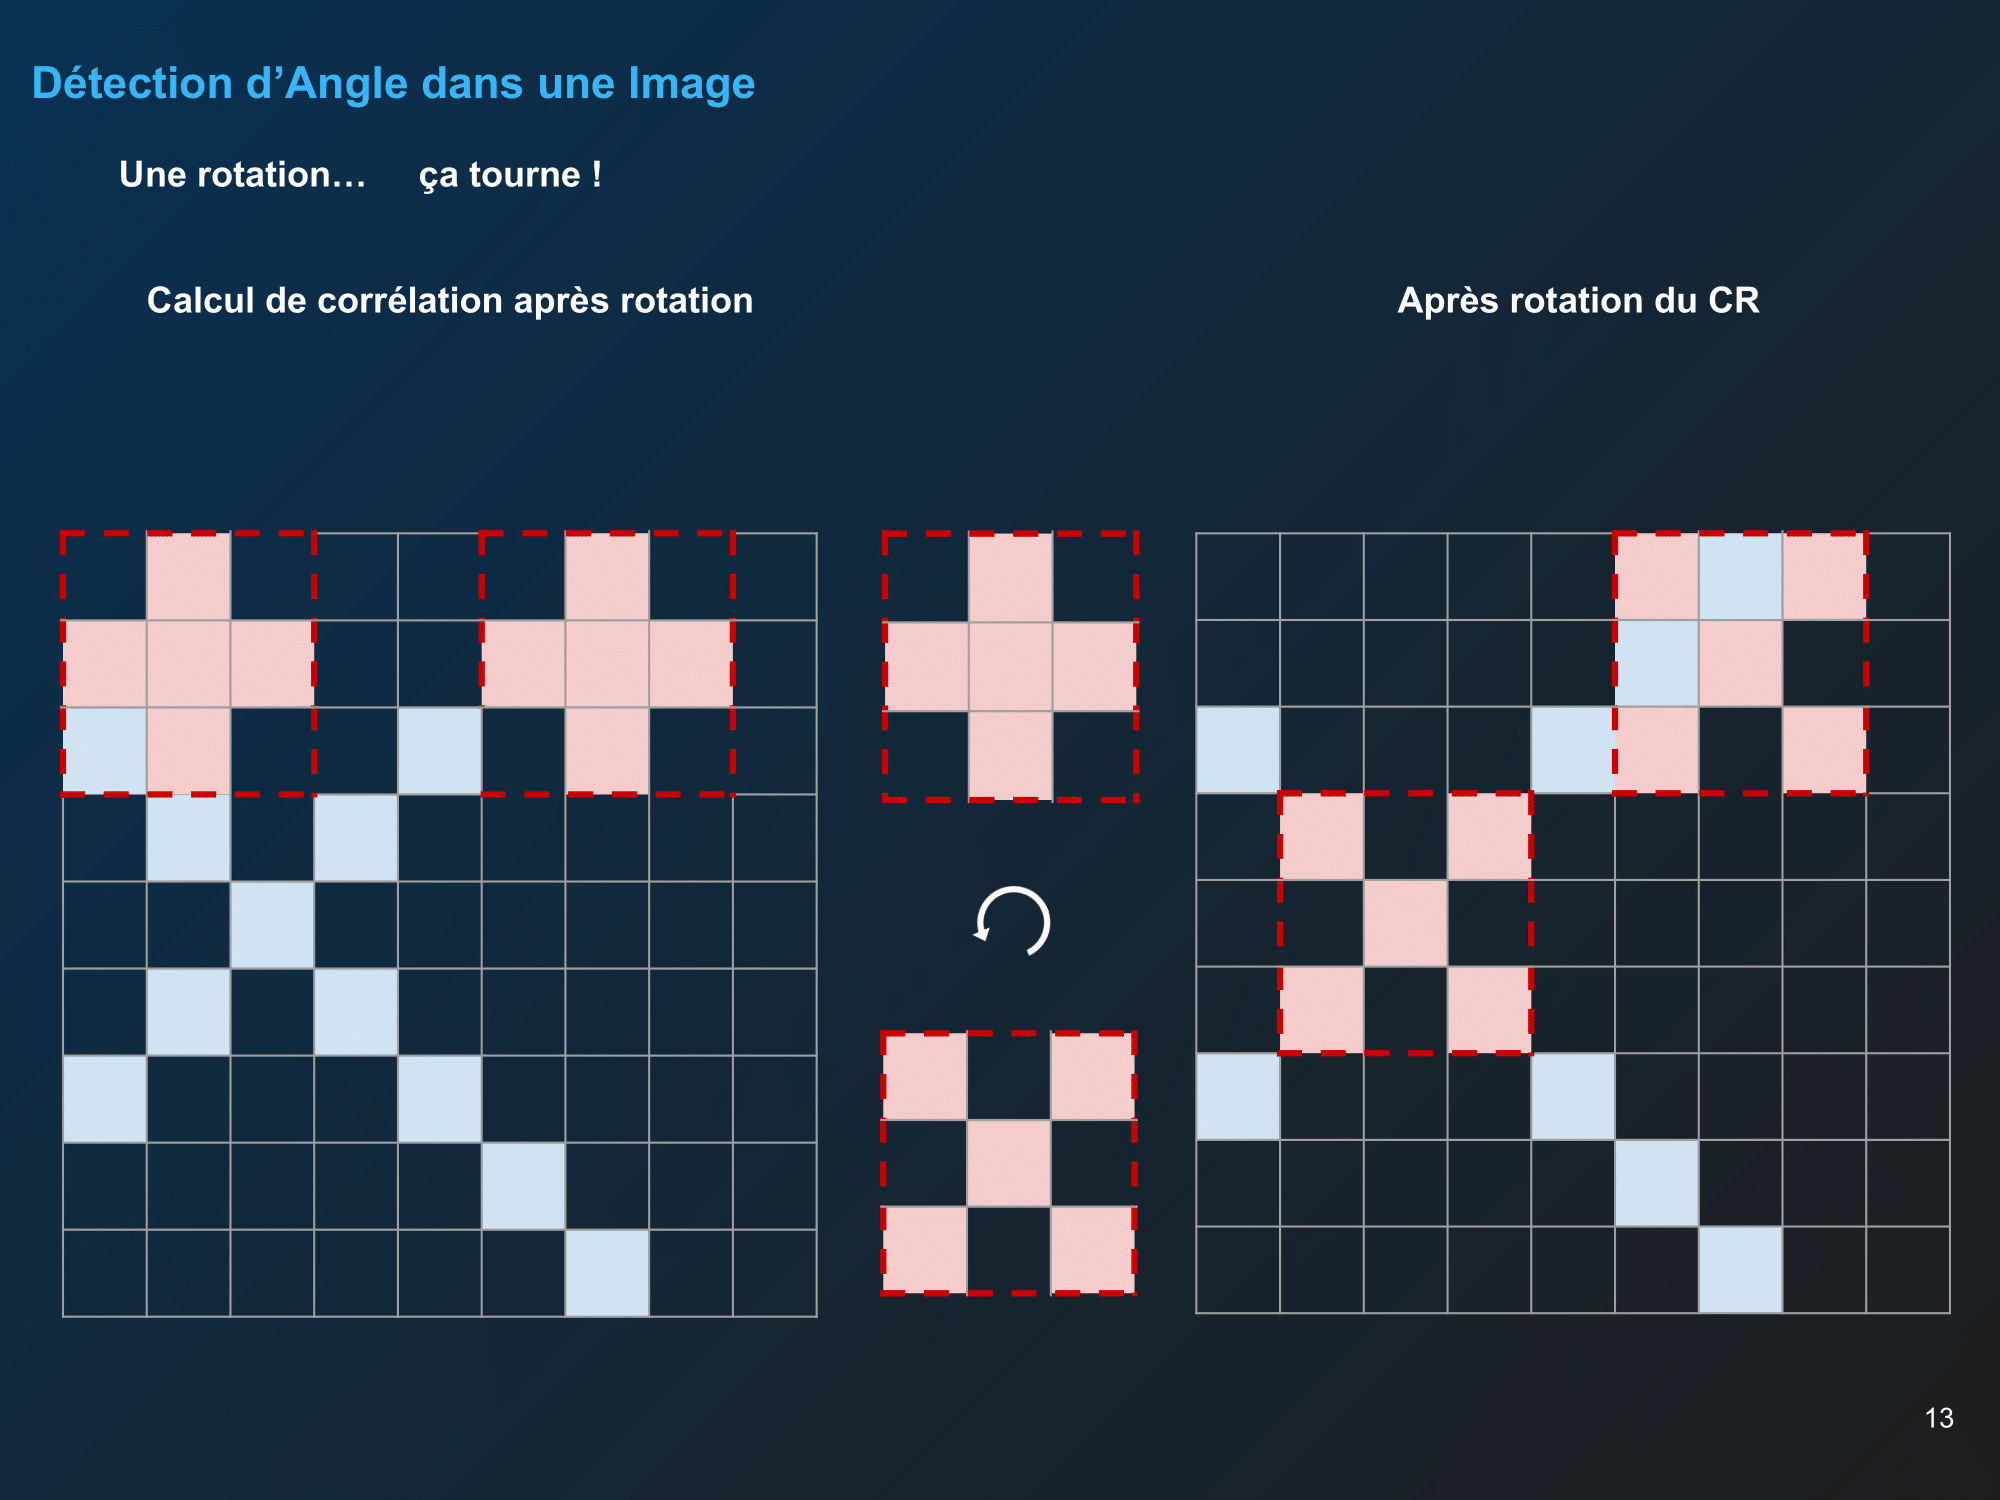 Détection d’Angle dans une Image
Une rotation… ça tourne !
Calcul de corrélation après rotation
Après rotation du CR
13